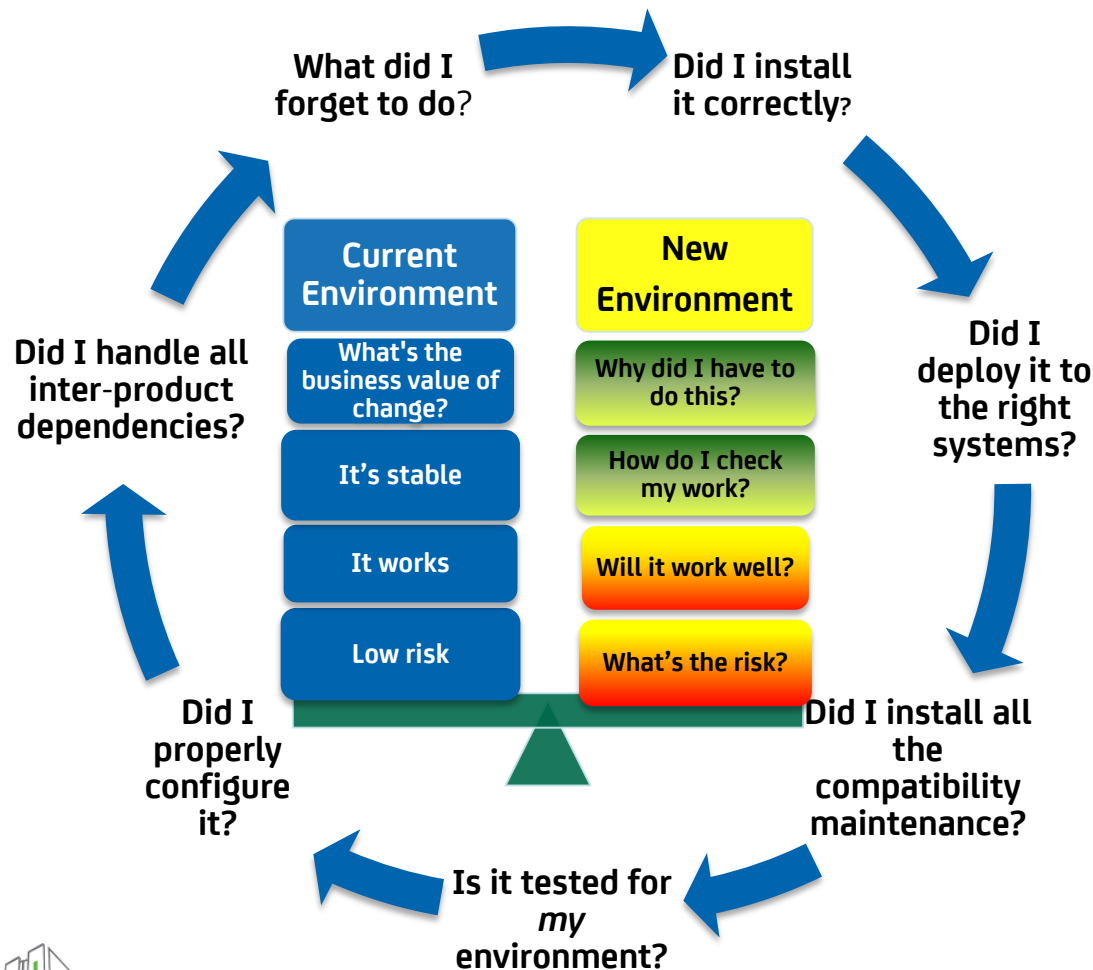 What did I
forget to do?
Did I install
it correctly?
Did I
deploy it to
the right
systems?
Did I install all
the
compatibility
maintenance?
Is it tested for
my
environment?
Did I
properly
configure
it?
Did I handle all
inter-product
dependencies?
Current
Environment
What's the
business value of
change?
It’s stable
It works
Low risk
New
Environment
Why did I have to
do this?
How do I check
my work?
Will it work well?
What’s the risk?